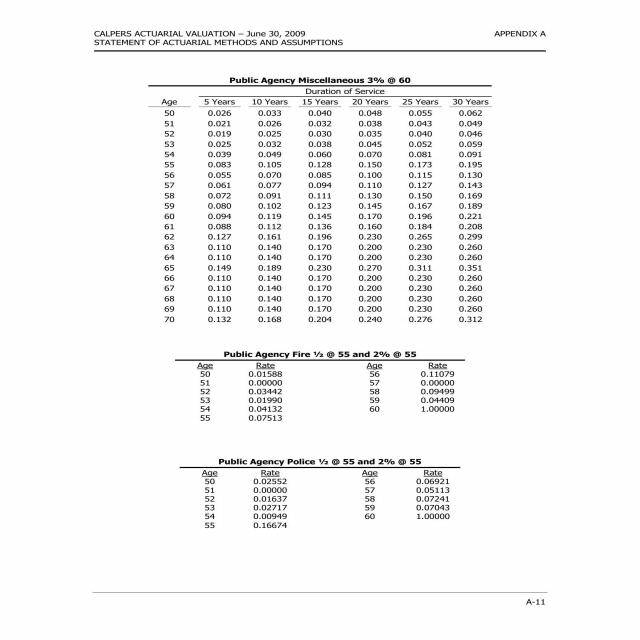 CALPERS ACTUARIAL VALUATION – June 30, 2009 APPENDIX A
STATEMENT OF ACTUARIAL METHODS AND ASSUMPTIONS
Public Agency Miscellaneous 3% @ 60
Duration of Service
Age 5 Years 10 Years 15 Years 20 Years 25 Years 30 Years
50 0.026 0.033 0.040 0.048 0.055 0.062
51 0.021 0.026 0.032 0.038 0.043 0.049
52 0.019 0.025 0.030 0.035 0.040 0.046
53 0.025 0.032 0.038 0.045 0.052 0.059
54 0.039 0.049 0.060 0.070 0.081 0.091
55 0.083 0.105 0.128 0.150 0.173 0.195
56 0.055 0.070 0.085 0.100 0.115 0.130
57 0.061 0.077 0.094 0.110 0.127 0.143
58 0.072 0.091 0.111 0.130 0.150 0.169
59 0.080 0.102 0.123 0.145 0.167 0.189
60 0.094 0.119 0.145 0.170 0.196 0.221
61 0.088 0.112 0.136 0.160 0.184 0.208
62 0.127 0.161 0.196 0.230 0.265 0.299
63 0.110 0.140 0.170 0.200 0.230 0.260
64 0.110 0.140 0.170 0.200 0.230 0.260
65 0.149 0.189 0.230 0.270 0.311 0.351
66 0.110 0.140 0.170 0.200 0.230 0.260
67 0.110 0.140 0.170 0.200 0.230 0.260
68 0.110 0.140 0.170 0.200 0.230 0.260
69 0.110 0.140 0.170 0.200 0.230 0.260
70 0.132 0.168 0.204 0.240 0.276 0.312
Public Agency Fire ½ @ 55 and 2% @ 55
Age Rate Age Rate
50 0.01588 56 0.11079
51 0.00000 57 0.00000
52 0.03442 58 0.09499
53 0.01990 59 0.04409
54 0.04132 60 1.00000
55 0.07513
Public Agency Police ½ @ 55 and 2% @ 55
Age Rate Age Rate
50 0.02552 56 0.06921
51 0.00000 57 0.05113
52 0.01637 58 0.07241
53 0.02717 59 0.07043
54 0.00949 60 1.00000
55 0.16674
A-11